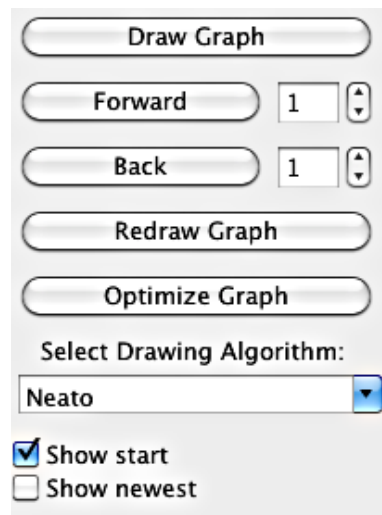 Draw Graph
Forward 1
Back 1
Redraw Graph
Optimize Graph
Select Drawing Algorithm:
Neato
Show start
Show newest